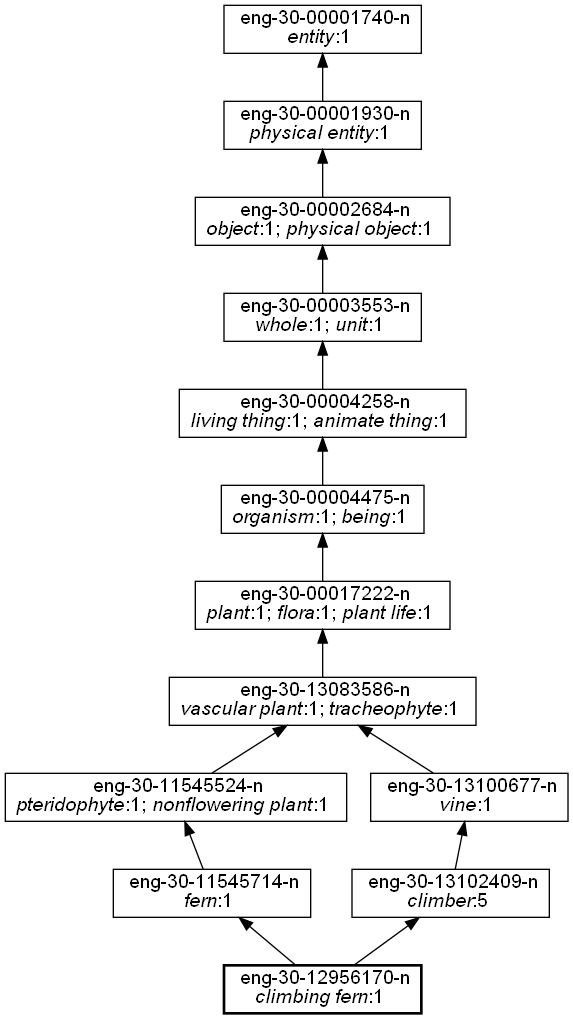 eng-30-00001740-n
entity:1
eng-30-00001930-n
physical entity:1
eng-30-00002684-n
object:1; physical object:1
eng-30-00003553-n
whole:1; unit:1
eng-30-00004258-n
living thing:1; animate thing:1
eng-30-00004475-n
organism:1; being:1
eng-30-00017222-n
plant:1; flora:1; plant life:1
eng-30-13083586-n
vascular plant:1; tracheophyte:1
eng-30-11545524-n
pteridophyte:1; nonflowering plant:1
eng-30-13100677-n
vine:1
eng-30-11545714-n
fern:1
eng-30-13102409-n
climber:5
eng-30-12956170-n
climbing fern:1